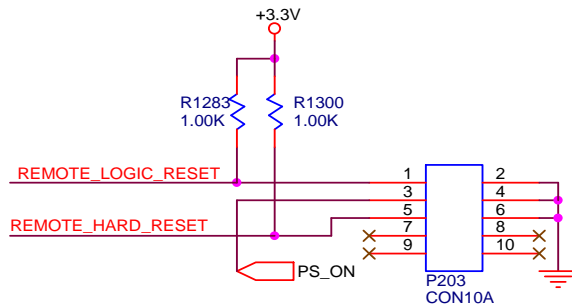 +3.3V
R1283
1.00K
R1300
1.00K
REMOTE_LOGIC_RESET
1
2
3
4
REMOTE_HARD_RESET
5
6
7
8
9
10
PS_ON
P203
CON10A